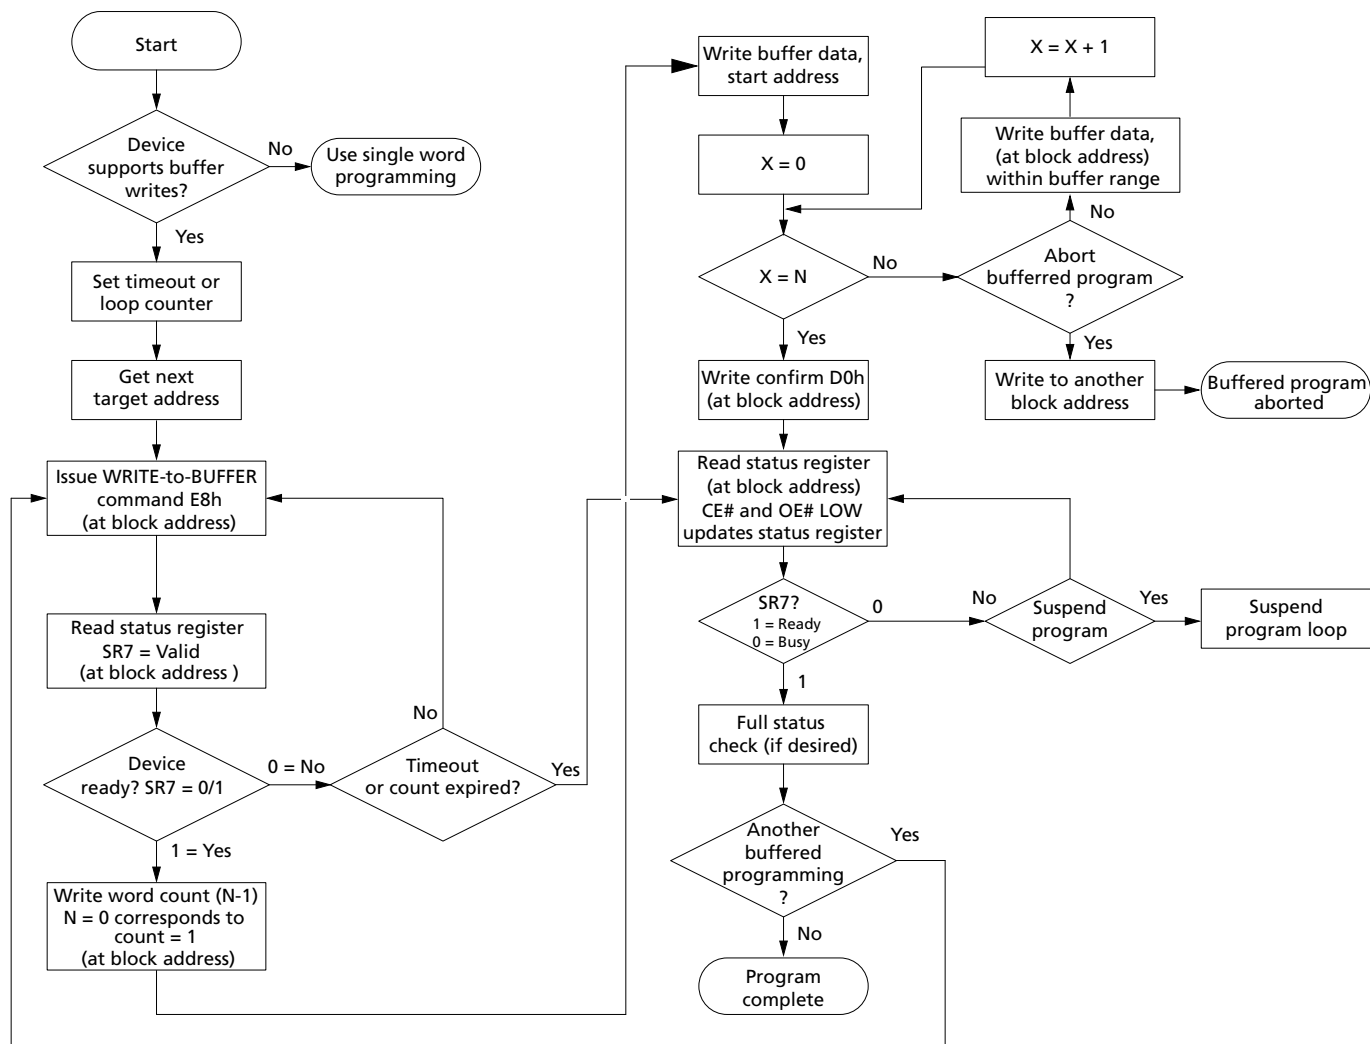 Start
Device
supports buffer
writes?
No
Use single word
programming
Yes
Set timeout or
loop counter
Get next
target address
Issue WRITE-to-BUFFER
command E8h
(at block address)
Read status register
SR7 = Valid
(at block address )
Device
ready? SR7 = 0/1
0 = No
No
Timeout
or count expired?
Yes
1 = Yes
Write word count (N-1)
N = 0 corresponds to
count = 1
(at block address)
Write buffer data,
start address
X = 0
X = N
No
Abort
bufferred program
?
No
Write buffer data,
(at block address)
within buffer range
X = X + 1
Yes
Write to another
block address
Buffered program
aborted
Yes
Write confirm D0h
(at block address)
Read status register
(at block address)
CE# and OE# LOW
updates status register
SR7?
1 = Ready
0 = Busy
0
No
Suspend
program
Yes
Suspend
program loop
1
Full status
check (if desired)
Another
buffered
programming
?
Yes
No
Program
complete